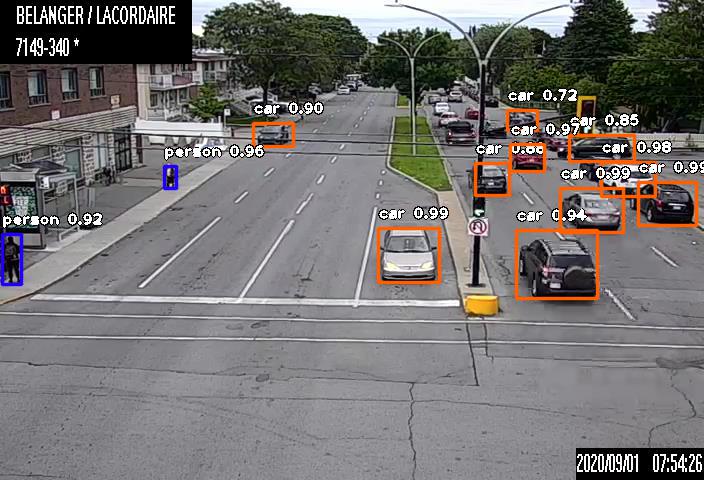 BELANGER / LACORDAIRE
7149-340 *
car 0.72
car 0.90
car 0.85
car 0.97
car 0.98
person 0.96
car 0.99
car 0.99
person 0.92
car 0.99
car 0.94
2020/09/01 07:54:26